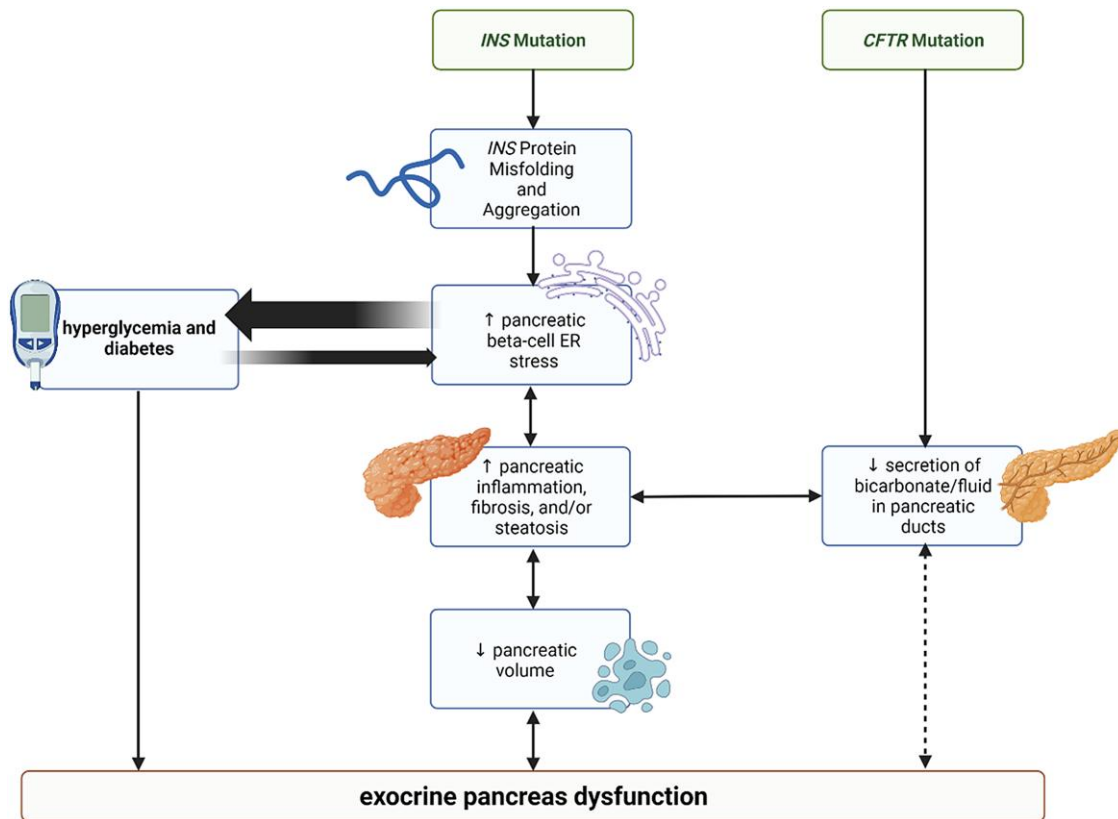 INS Mutation
CFTR Mutation
INS Protein
Misfolding
and
Aggregation
hyperglycemia and
diabetes
↑ pancreatic
beta-cell ER
stress
↑ pancreatic
inflammation,
fibrosis, and/or
steatosis
↓ secretion of
bicarbonate/fluid
in pancreatic
ducts
↓ pancreatic
volume
exocrine pancreas dysfunction